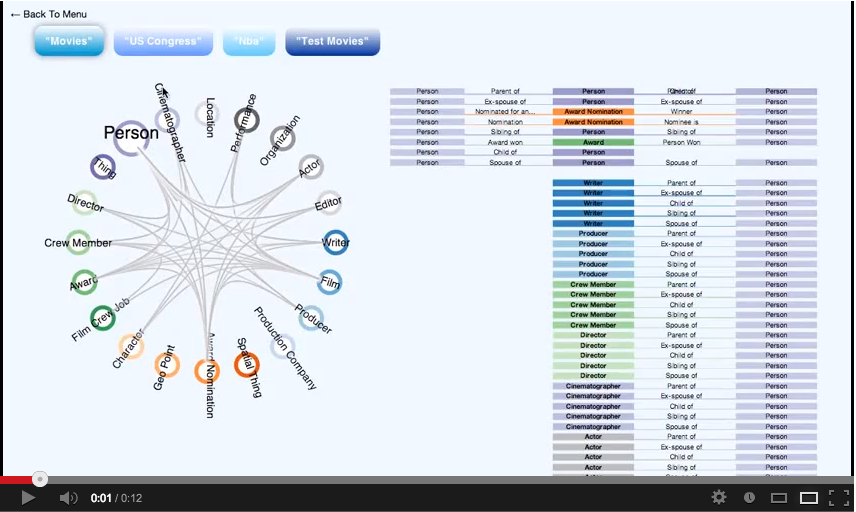 ← Back To Menu
"Movies" "US Congress" "Nba" "Test Movies"
Person
Cinematographer
Location
Performance
Organization
Actor
Editor
Writer
Film
Producer
Production Company
Spatial Thing
Award Nomination
Geo Point
Character
Film Crew Job
Award
Crew Member
Director
Thing
Person Parent of Person Person
Person Ex-spouse of Person Ex-spouse of Person
Person Nominated for an... Award Nomination Winner Person
Person Nomination Award Nomination Nominee is Person
Person Sibling of Person Sibling of Person
Person Award won Award Person Won Person
Person Child of Person
Person Spouse of Person Spouse of Person
Writer Parent of Person
Writer Ex-spouse of Person
Writer Child of Person
Writer Sibling of Person
Writer Spouse of Person
Producer Parent of Person
Producer Ex-spouse of Person
Producer Child of Person
Producer Sibling of Person
Producer Spouse of Person
Crew Member Parent of Person
Crew Member Ex-spouse of Person
Crew Member Child of Person
Crew Member Sibling of Person
Crew Member Spouse of Person
Director Parent of Person
Director Ex-spouse of Person
Director Child of Person
Director Sibling of Person
Director Spouse of Person
Cinematographer Parent of Person
Cinematographer Ex-spouse of Person
Cinematographer Child of Person
Cinematographer Sibling of Person
Cinematographer Spouse of Person
Actor Parent of Person
Actor Ex-spouse of Person
Actor Child of Person
Actor Sibling of Person
0:01 / 0:12